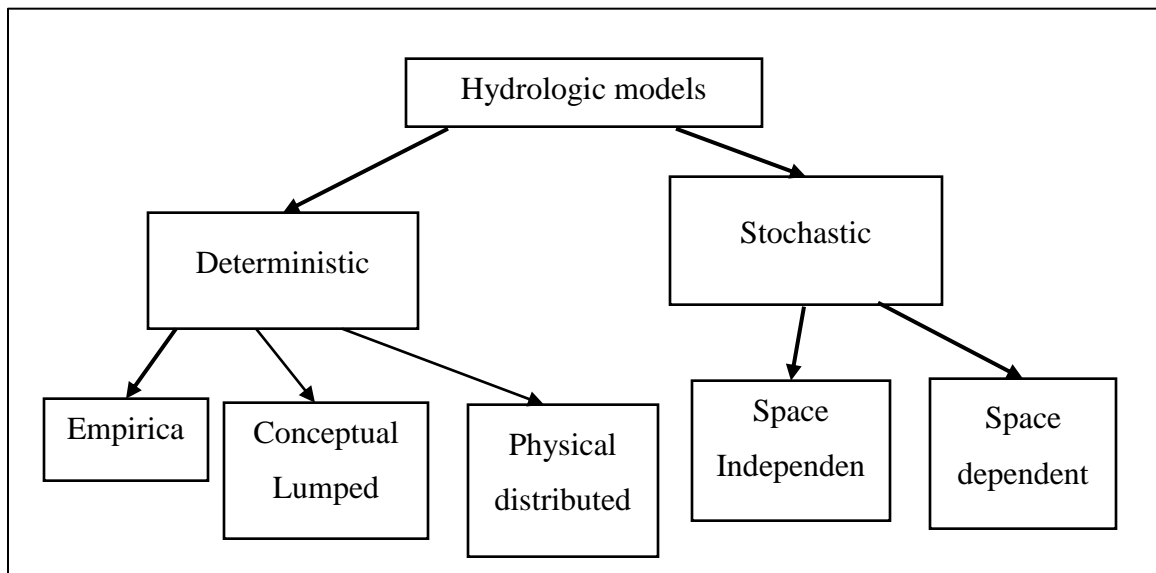 Hydrologic models
Deterministic
Stochastic
Empirica
Conceptual
Lumped
Physical
distributed
Space
Independen
Space
dependent